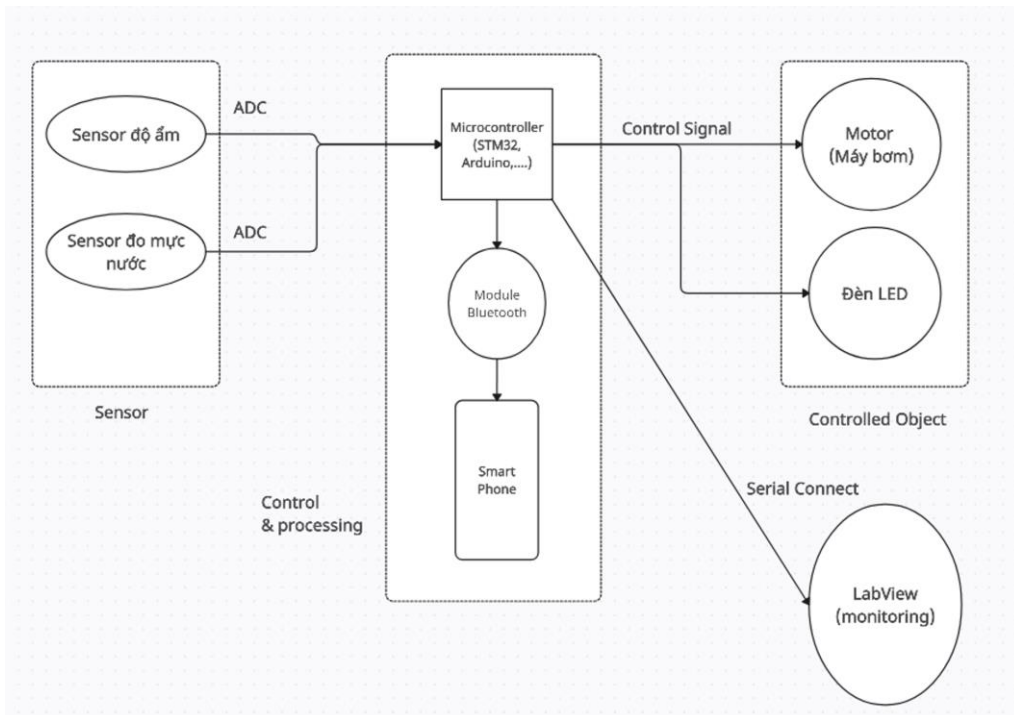 ADC
Sensor độ ẩm
ADC
Sensor đo mực
nước
Sensor
Microcontroller
(STM32,
Arduino,....)
Module
Bluetooth
Smart
Phone
Control
& processing
Control Signal
Motor
(Máy bơm)
Đèn LED
Controlled Object
Serial Connect
LabView
(monitoring)